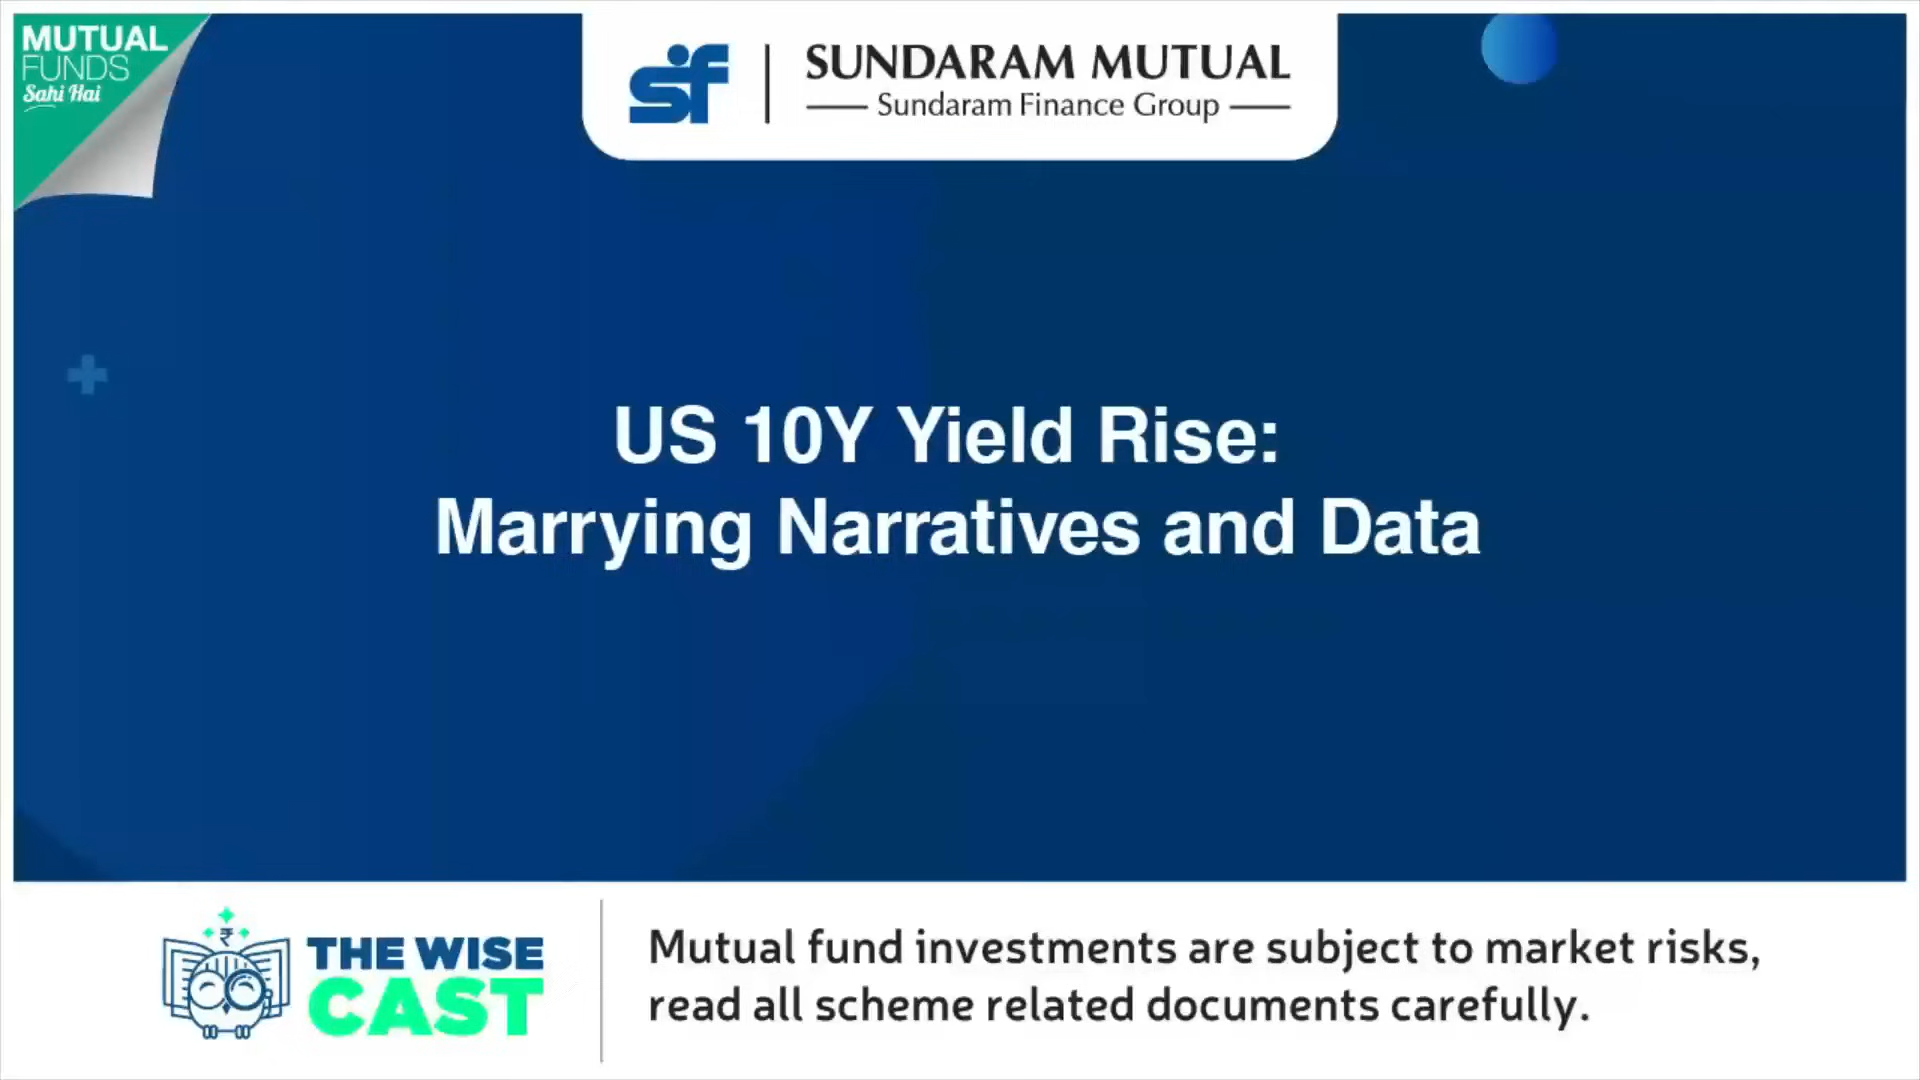 MUTUAL
FUNDS
Sahi Hai
sf
SUNDARAM MUTUAL
Sundaram Finance Group
US 10Y Yield Rise:
Marrying Narratives and Data
₹
THE WISE
CAST
Mutual fund investments are subject to market risks,
read all scheme related documents carefully.